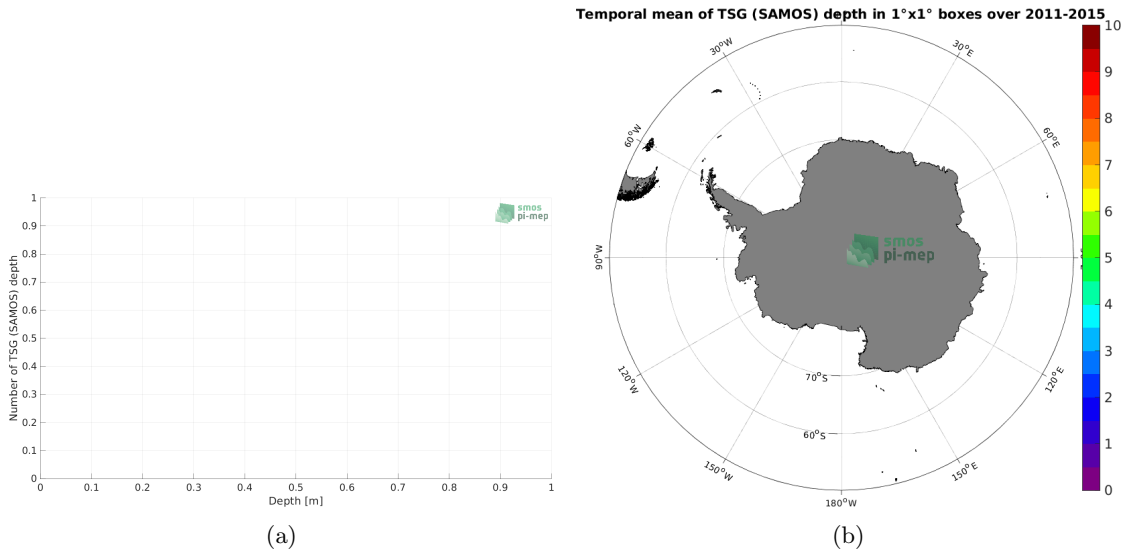 Temporal mean of TSG (SAMOS) depth in 1°x1° boxes over 2011-2015
1
0.9
0.8
0.7
0.6
0.5
0.4
0.3
0.2
0.1
0
Number of TSG (SAMOS) depth
0 0.1 0.2 0.3 0.4 0.5 0.6 0.7 0.8 0.9 1
Depth [m]
smos
pi-mep
(a)
0°
30°W
30°E
60°W
60°E
90°W
120°W
120°E
150°W
150°E
180°W
70°S
60°S
smos
pi-mep
10
9
8
7
6
5
4
3
2
1
0
(b)